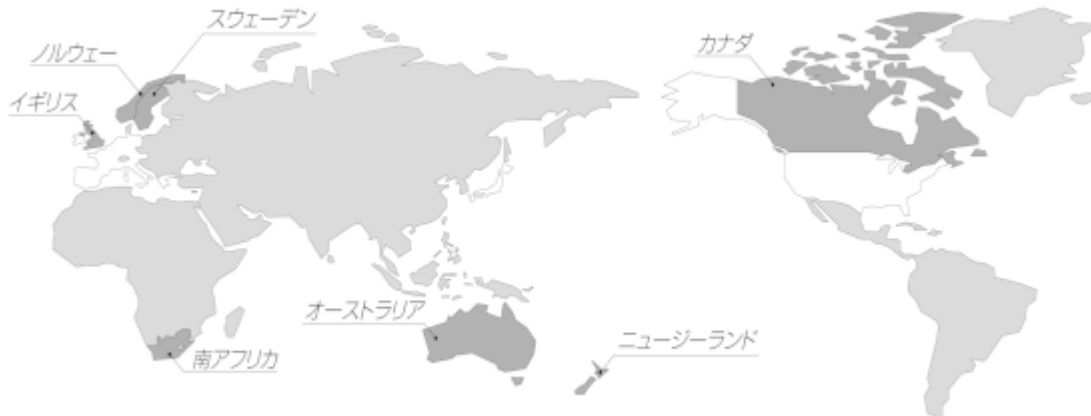 スウェーデン
ノルウェー
カナダ
イギリス
オーストラリア
ニュージーランド
南アフリカ